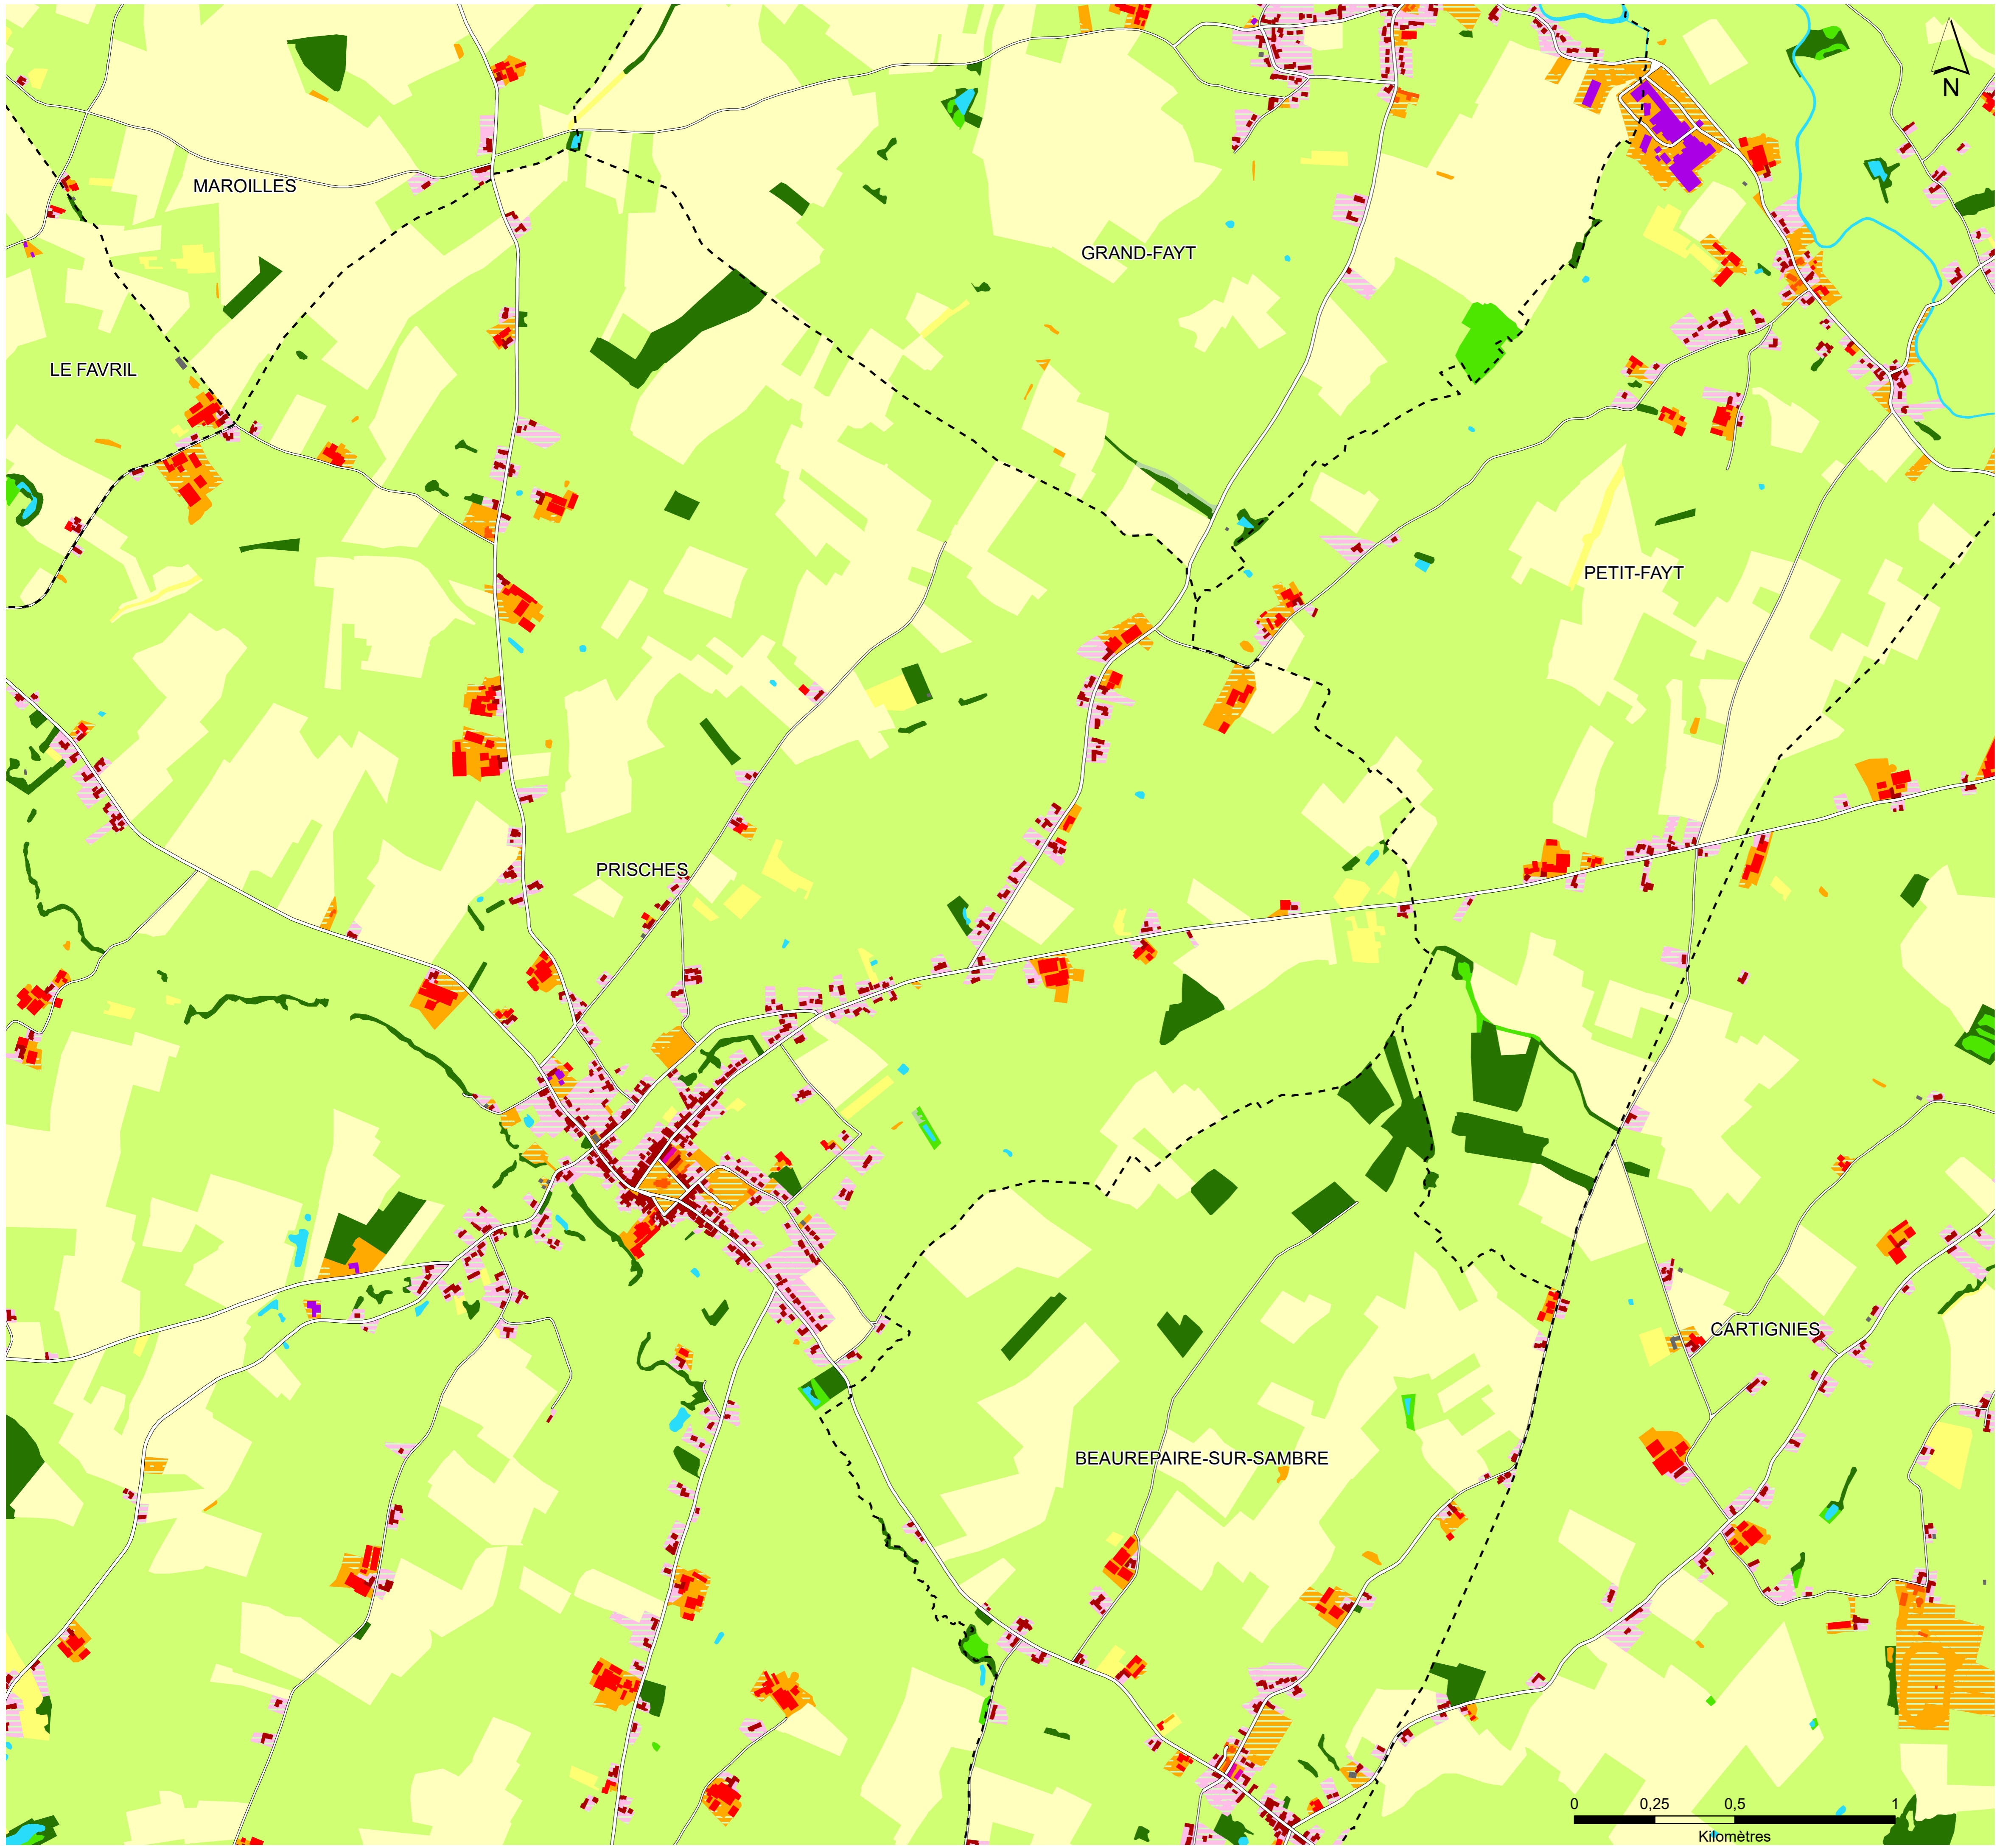 N
MAROILLES
GRAND-FAYT
LE FAVRIL
PETIT-FAYT
PRISCHES
CARTIGNIES
BEAUREPAIRE-SUR-SAMBRE
0 0,25 0,5 1
Kilomètres